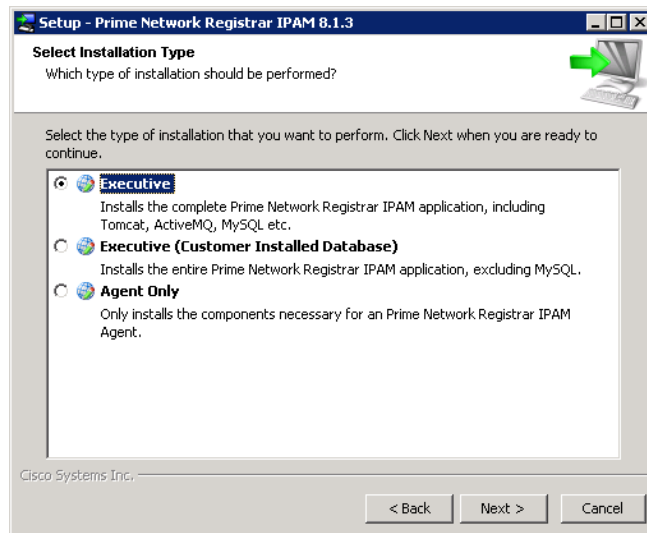 Setup - Prime Network Registrar IPAM 8.1.3
Select Installation Type
Which type of installation should be performed?
Select the type of installation that you want to perform. Click Next when you are ready to
continue.
Executive
Installs the complete Prime Network Registrar IPAM application, including
Tomcat, ActiveMQ, MySQL etc.
Executive (Customer Installed Database)
Installs the entire Prime Network Registrar IPAM application, excluding MySQL.
Agent Only
Only installs the components necessary for an Prime Network Registrar IPAM
Agent.
Cisco Systems Inc.
< Back
Next >
Cancel